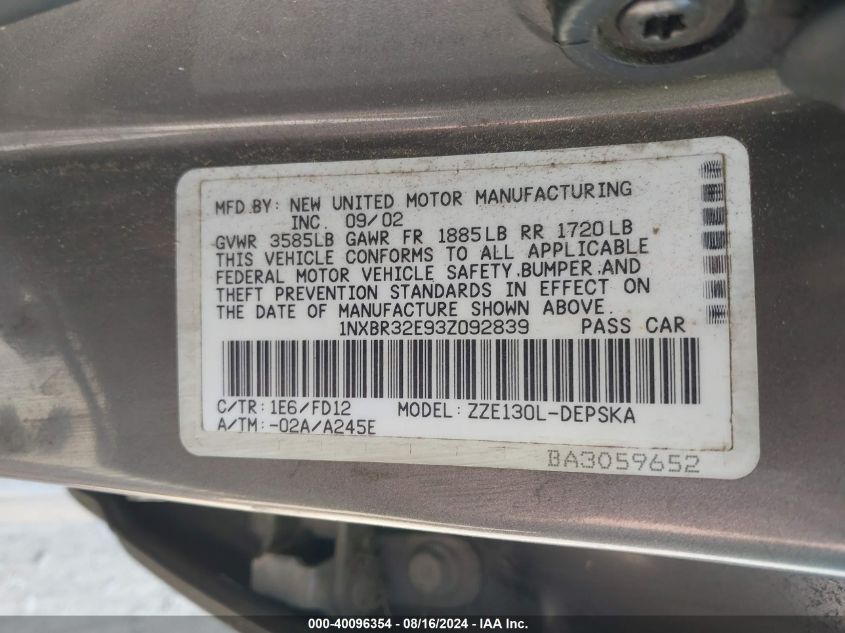 MFD.BY: NEW UNITED MOTOR MANUFACTURING
INC. 09/02
GVWR 3585LB GAWR FR 1885LB RR 1720LB
THIS VEHICLE CONFORMS TO ALL APPLICABLE
FEDERAL MOTOR VEHICLE SAFETY,BUMPER,AND
THEFT PREVENTION STANDARDS IN EFFECT ON
THE DATE OF MANUFACTURE SHOWN ABOVE.
1NXBR32E93Z092839 PASS CAR
C/TR: 1E6/FD12 MODEL: ZZE130L-DEPSKA
A/TM: -02A/A245E
BA3059652
000-40096354 - 08/16/2024 - IAA Inc.